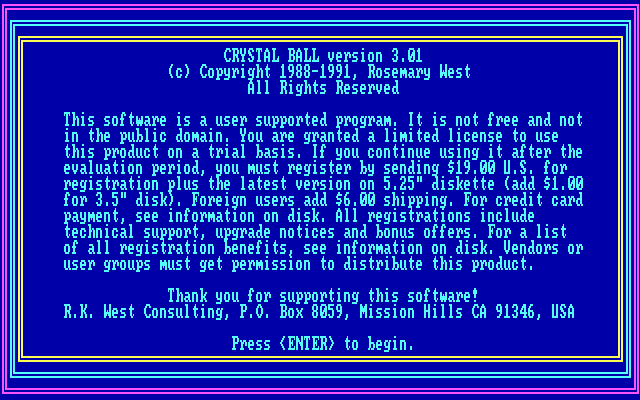 CRYSTAL BALL version 3.01
(c) Copyright 1988-1991, Rosemary West
All Rights Reserved
This software is a user supported program. It is not free and not
in the public domain. You are granted a limited license to use
this product on a trial basis. If you continue using it after the
evaluation period, you must register by sending $19.00 U.S. for
registration plus the latest version on 5.25" diskette (add $1.00
for 3.5" disk). Foreign users add $6.00 shipping. For credit card
payment, see information on disk. All registrations include
technical support, upgrade notices and bonus offers. For a list
of all registration benefits, see information on disk. Vendors or
user groups must get permission to distribute this product.
Thank you for supporting this software!
R.K. West Consulting, P.O. Box 8059, Mission Hills CA 91346, USA
Press <ENTER> to begin.